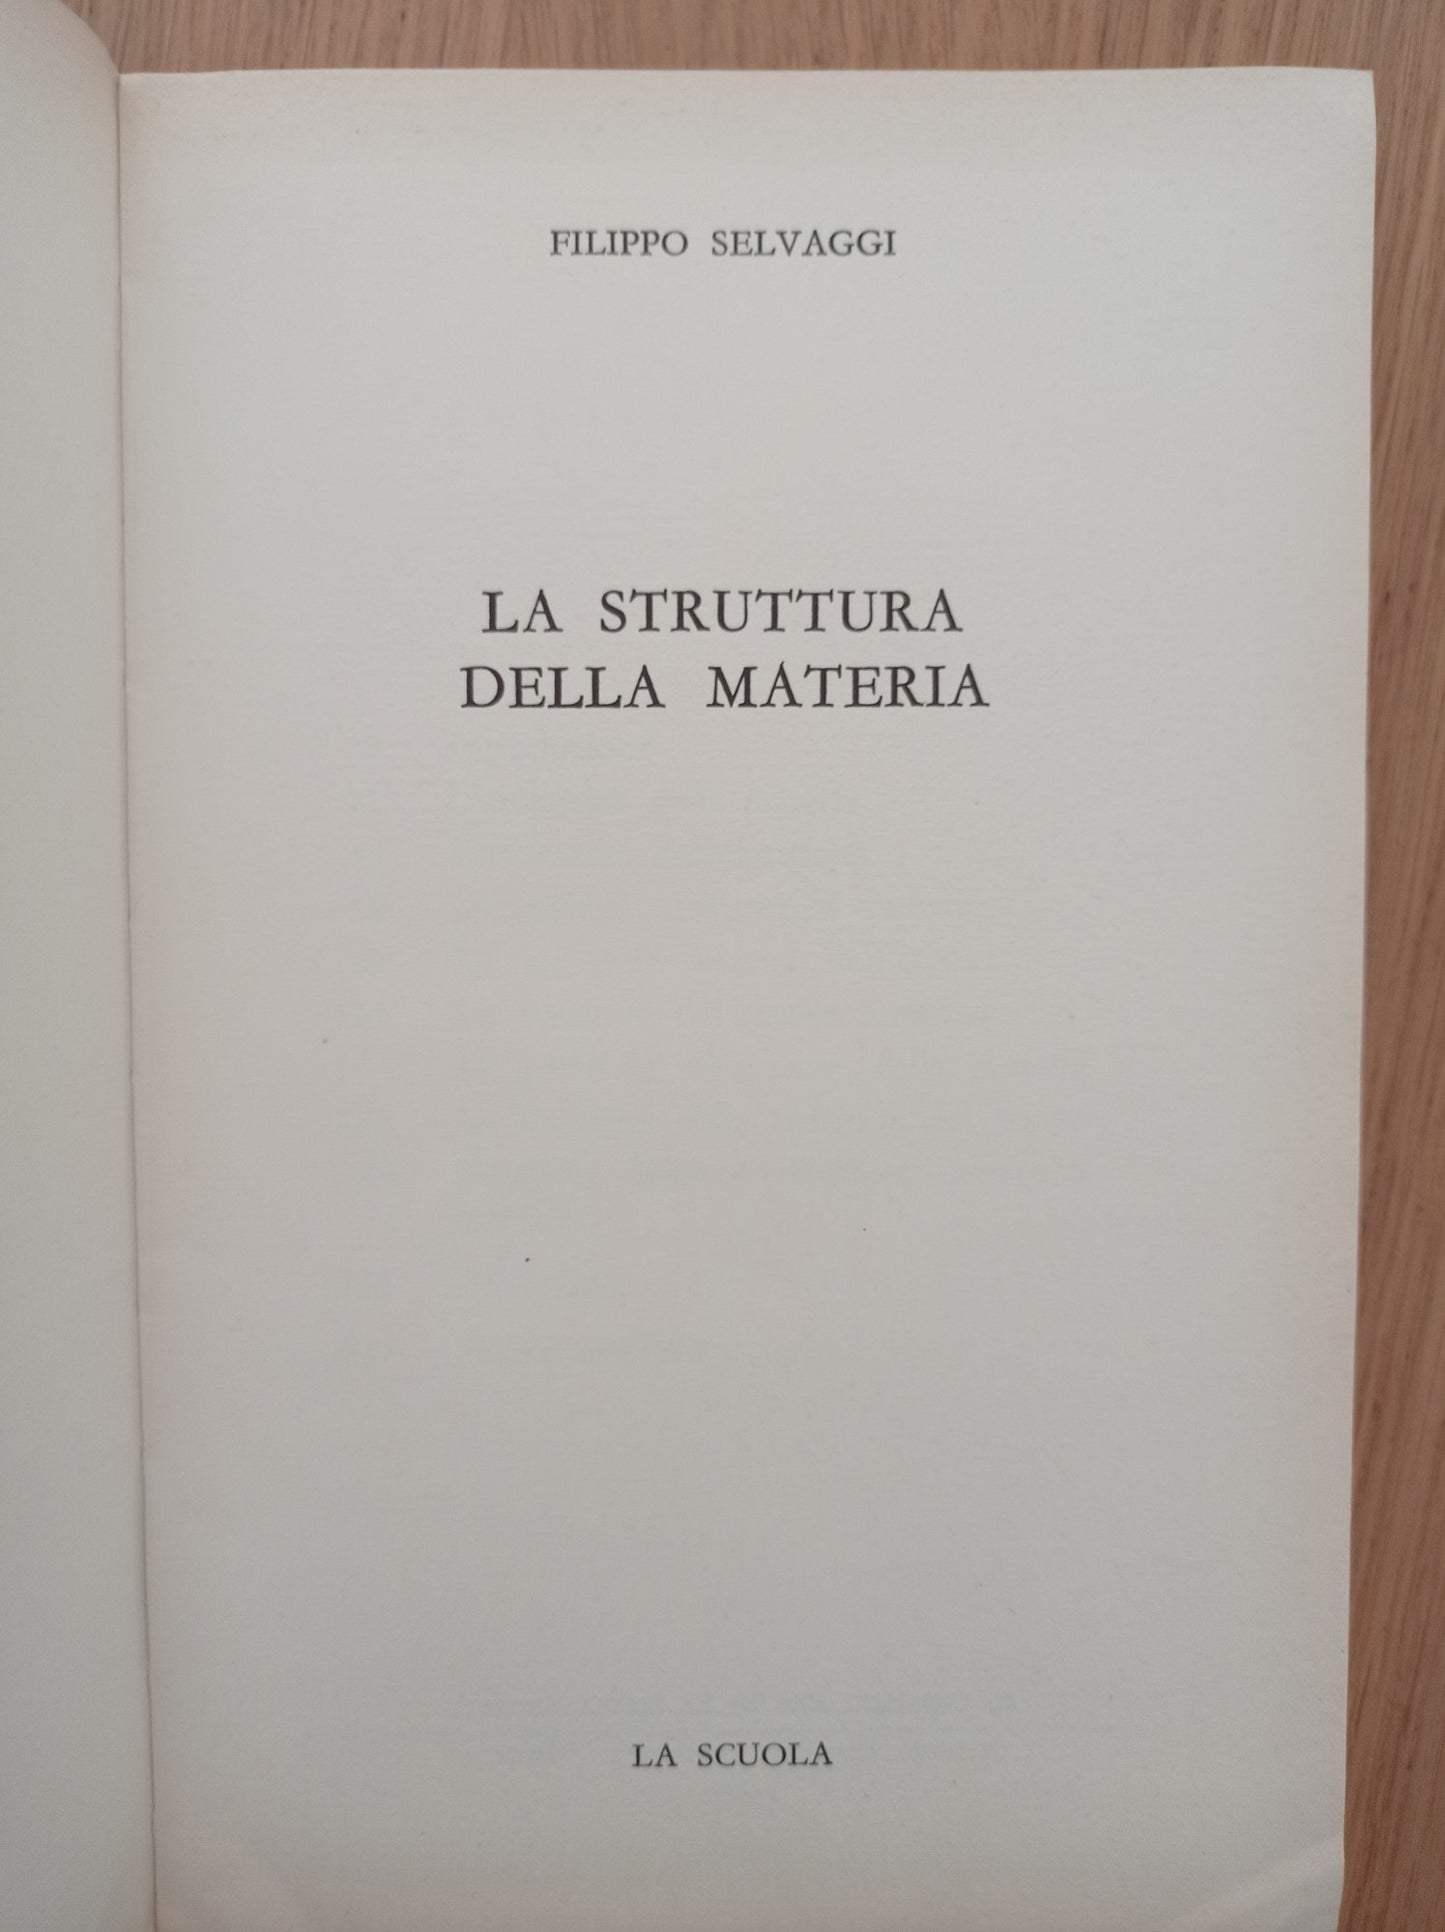 FILIPPO SELVAGGI
LA STRUTTURA
DELLA MATERIA
LA SCUOLA